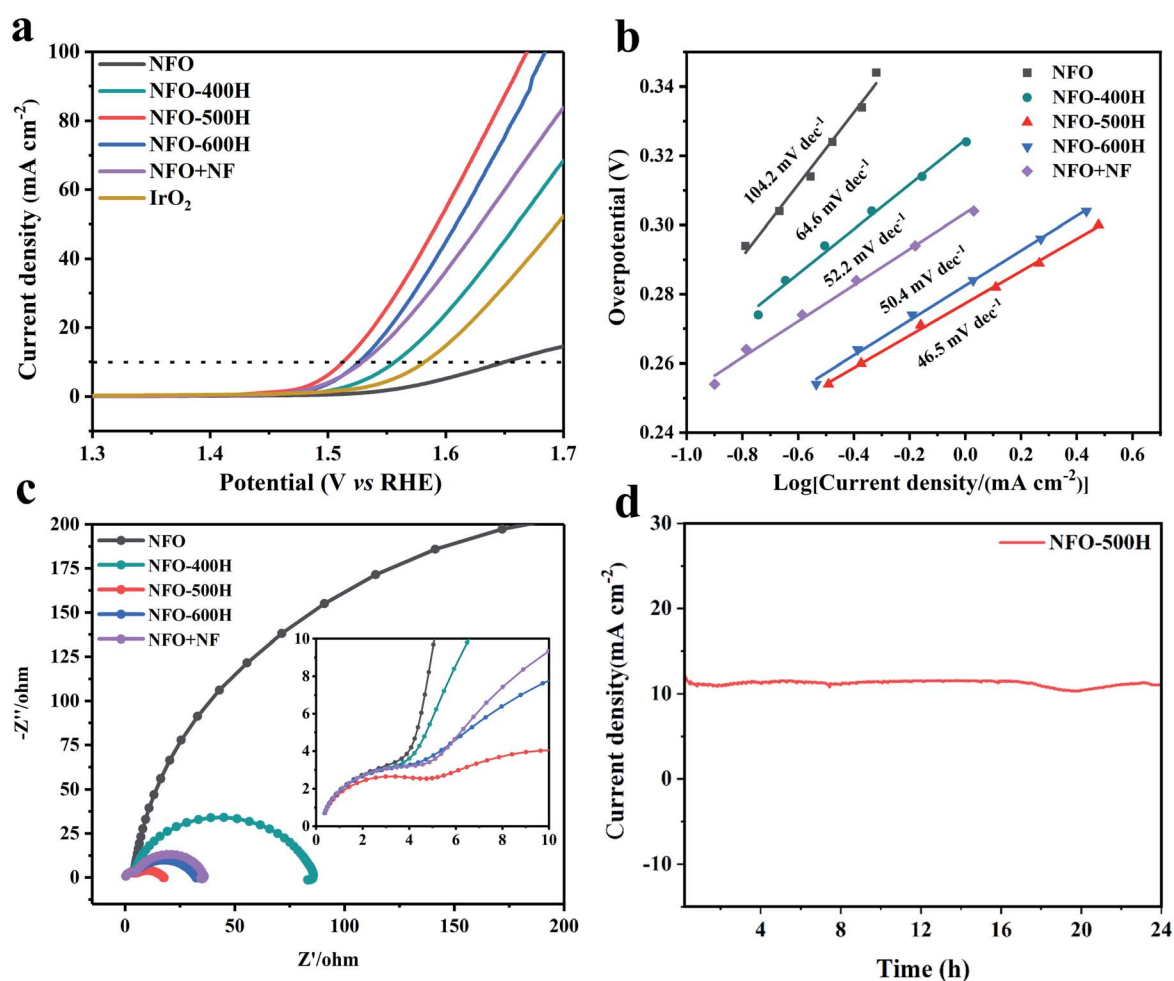 a
100
80
60
40
20
0
Current density (mA cm⁻²)
NFO
NFO-400H
NFO-500H
NFO-600H
NFO+NF
IrO₂
1.3 1.4 1.5 1.6 1.7
Potential (V vs RHE)
b
0.34
0.32
0.30
0.28
0.26
0.24
Overpotential (V)
NFO
NFO-400H
NFO-500H
NFO-600H
NFO+NF
104.2 mV dec⁻¹
64.6 mV dec⁻¹
52.2 mV dec⁻¹
50.4 mV dec⁻¹
46.5 mV dec⁻¹
-1.0 -0.8 -0.6 -0.4 -0.2 0.0 0.2 0.4 0.6
Log[Current density/(mA cm⁻²)]
c
200
175
150
125
100
75
50
25
0
-Z''/ohm
NFO
NFO-400H
NFO-500H
NFO-600H
NFO+NF
10
8
6
4
2
0
0 2 4 6 8 10
0 50 100 150 200
Z'/ohm
d
30
20
10
0
-10
Current density(mA cm⁻²)
NFO-500H
4 8 12 16 20 24
Time (h)